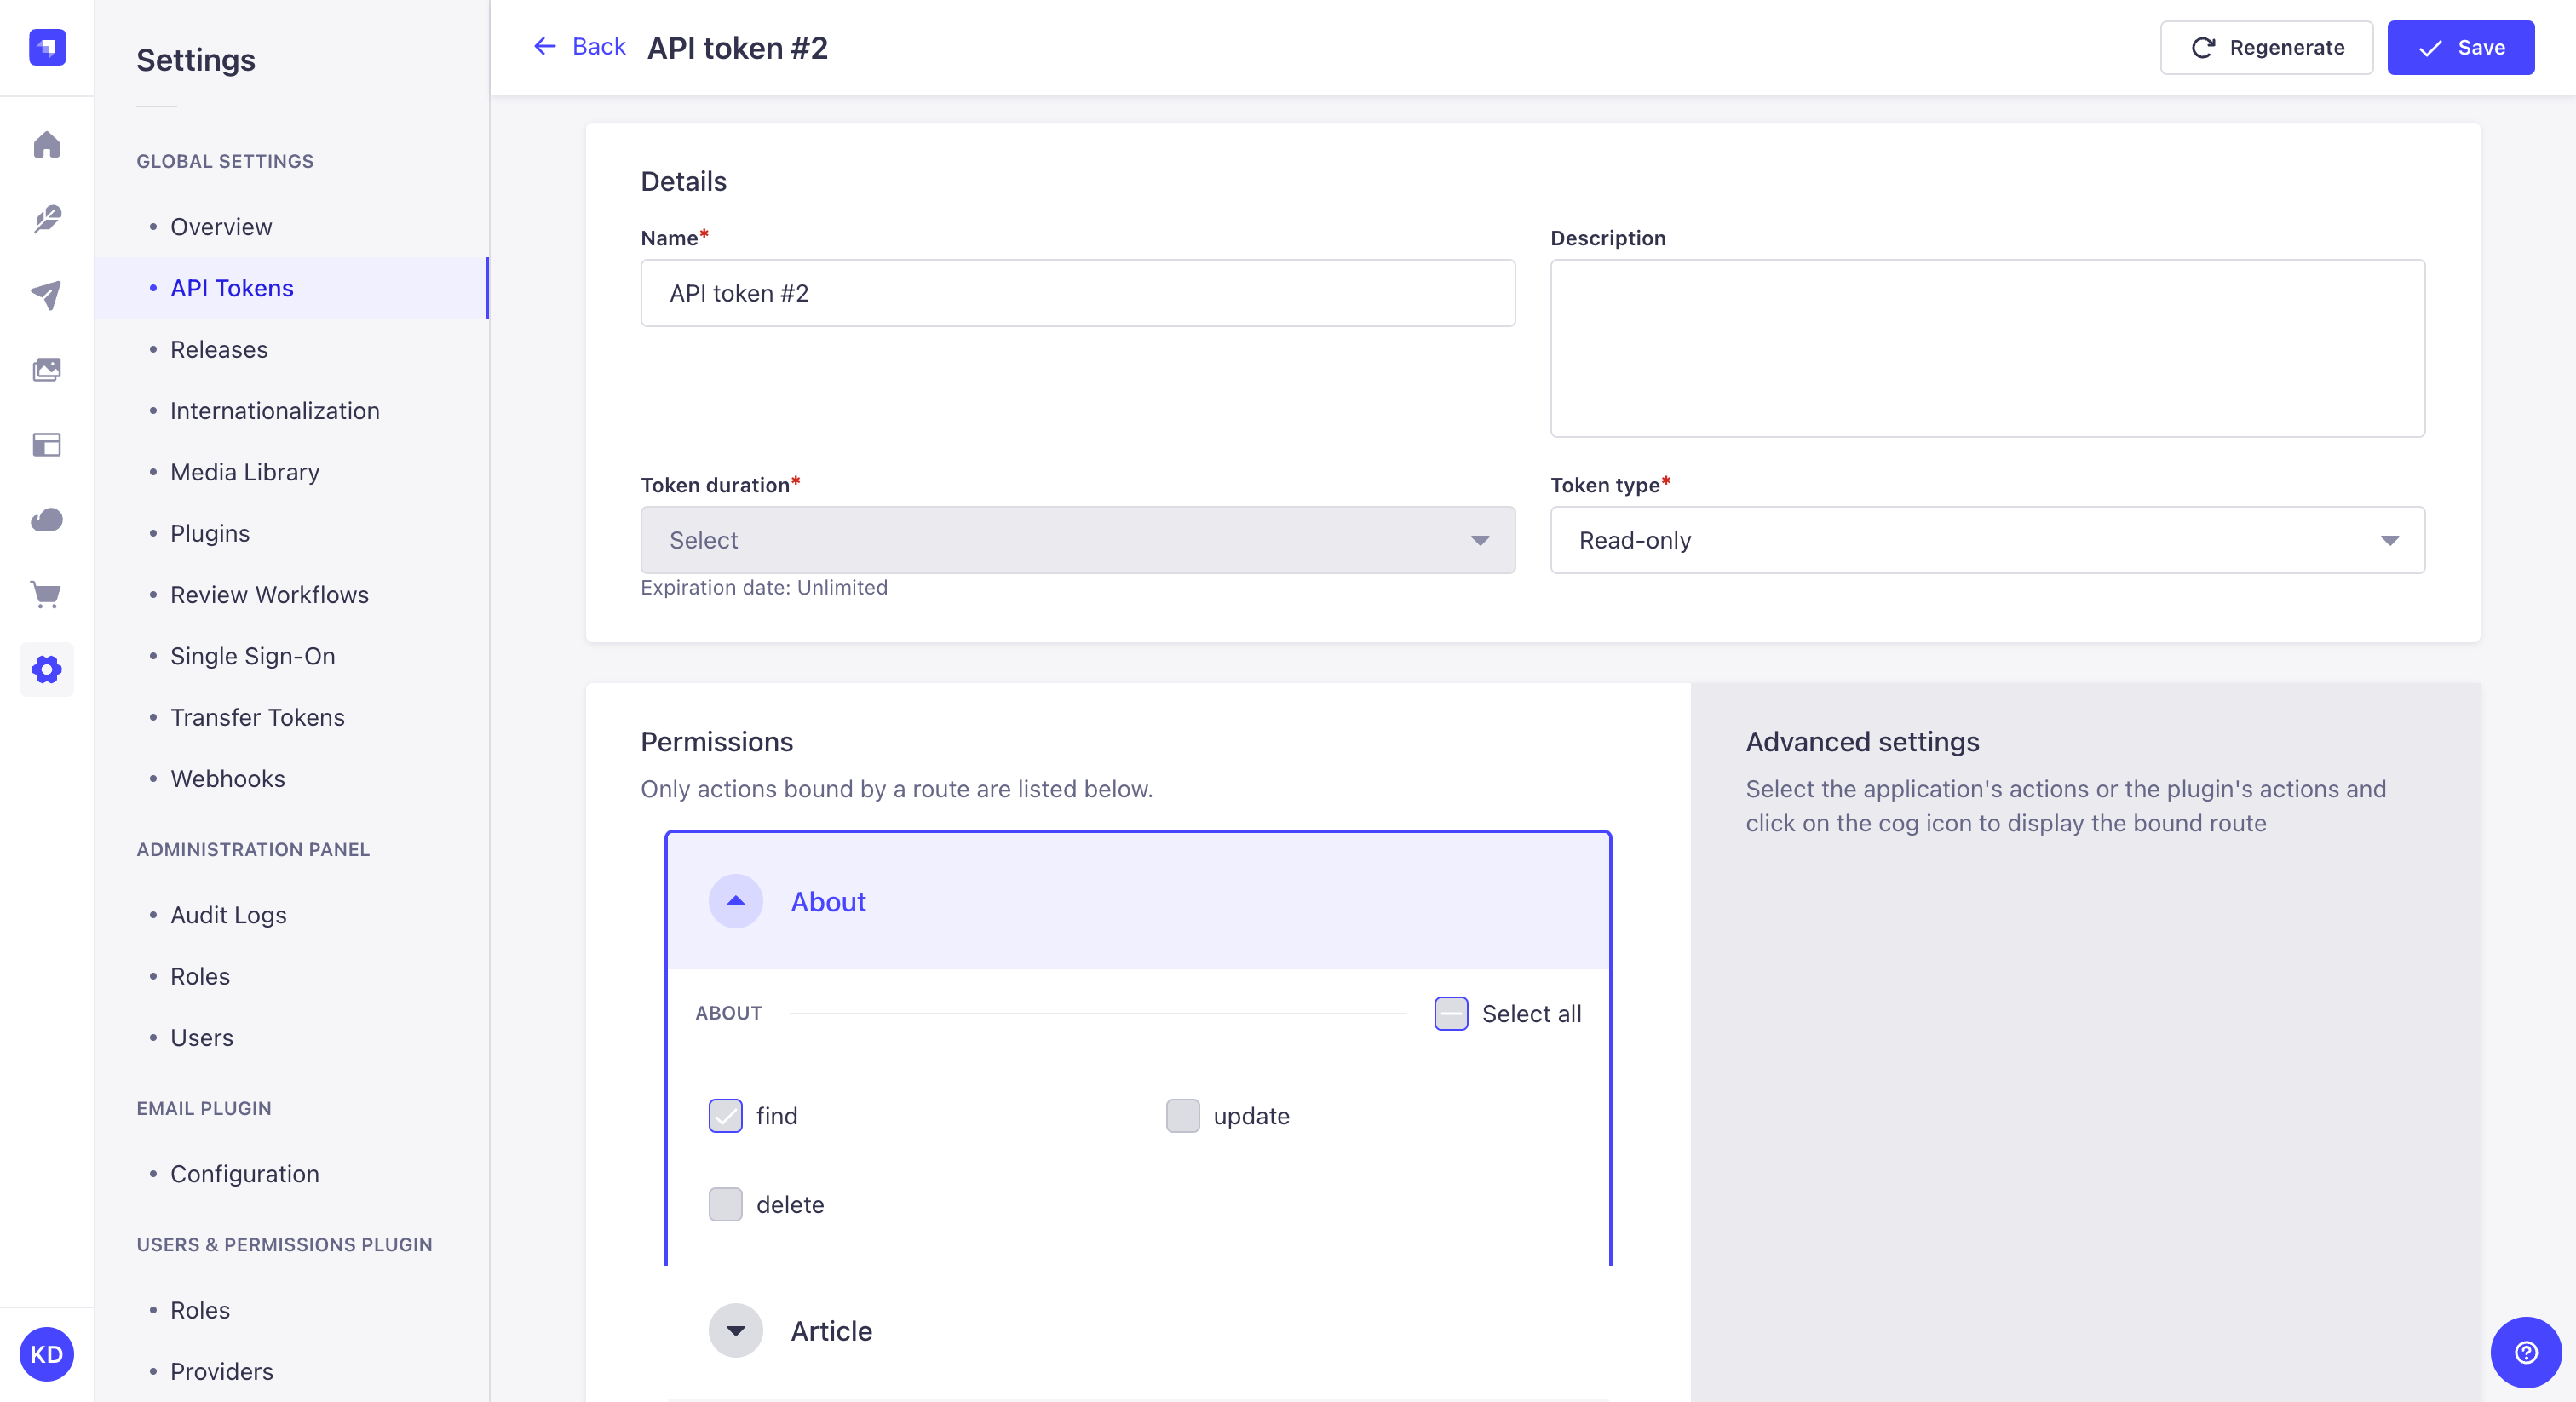 Settings
GLOBAL SETTINGS
Overview
API Tokens
Releases
Internationalization
Media Library
Plugins
Review Workflows
Single Sign-On
Transfer Tokens
Webhooks
ADMINISTRATION PANEL
Audit Logs
Roles
Users
EMAIL PLUGIN
Configuration
USERS & PERMISSIONS PLUGIN
Roles
Providers
KD
Back API token #2
Regenerate
Save
Details
Name*
API token #2
Description
Token duration*
Select
Expiration date: Unlimited
Token type*
Read-only
Permissions
Only actions bound by a route are listed below.
About
ABOUT
Select all
find
update
delete
Article
Advanced settings
Select the application's actions or the plugin's actions and
click on the cog icon to display the bound route